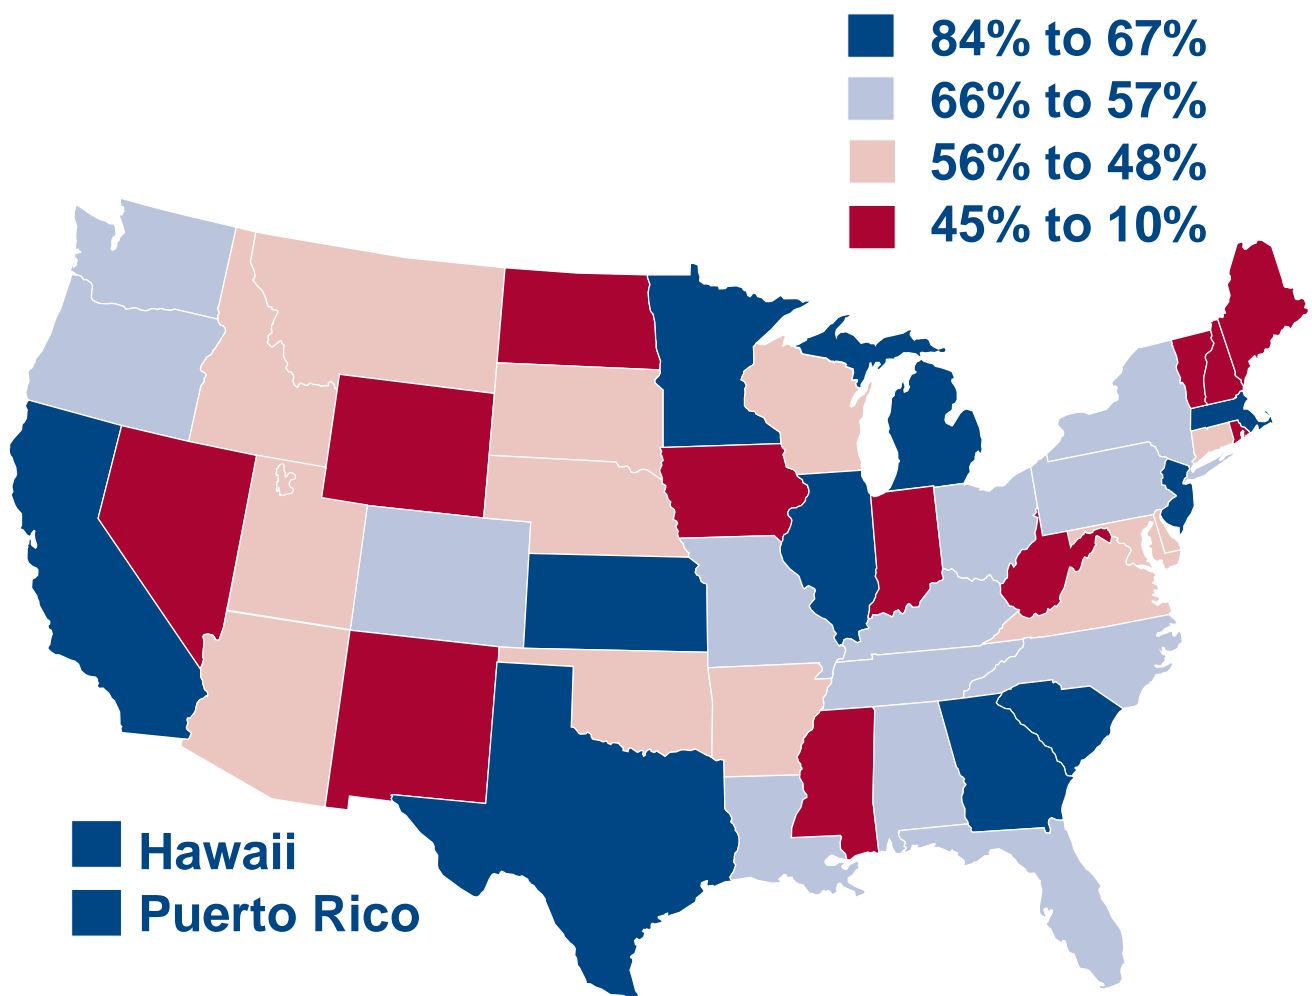 84% to 67%
66% to 57%
56% to 48%
45% to 10%
Hawaii
Puerto Rico